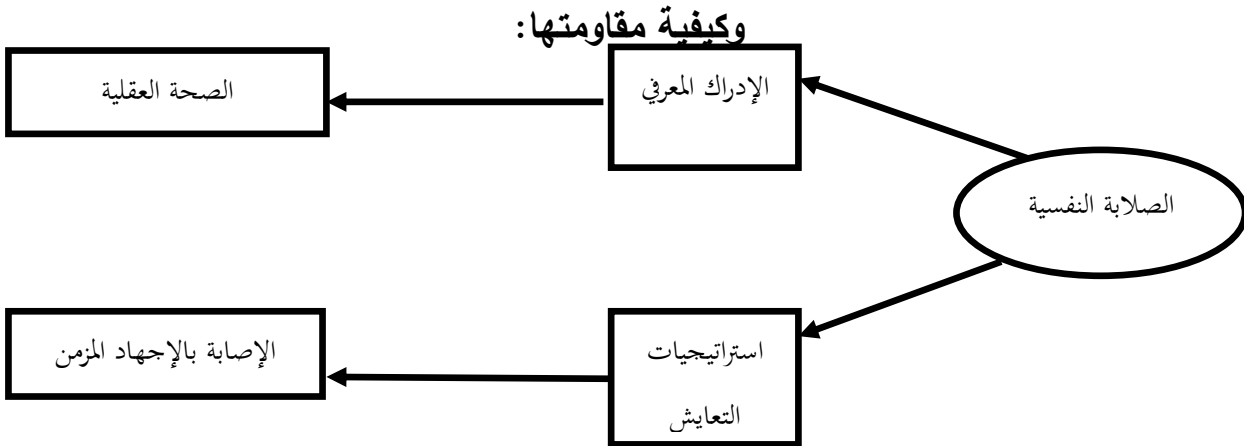 وكيفية مقاومتها:
الإدراك المعرفي
الصحة العقلية
الصلابة النفسية
استراتيجيات
التعايش
الإصابة بالإجهاد المزمن